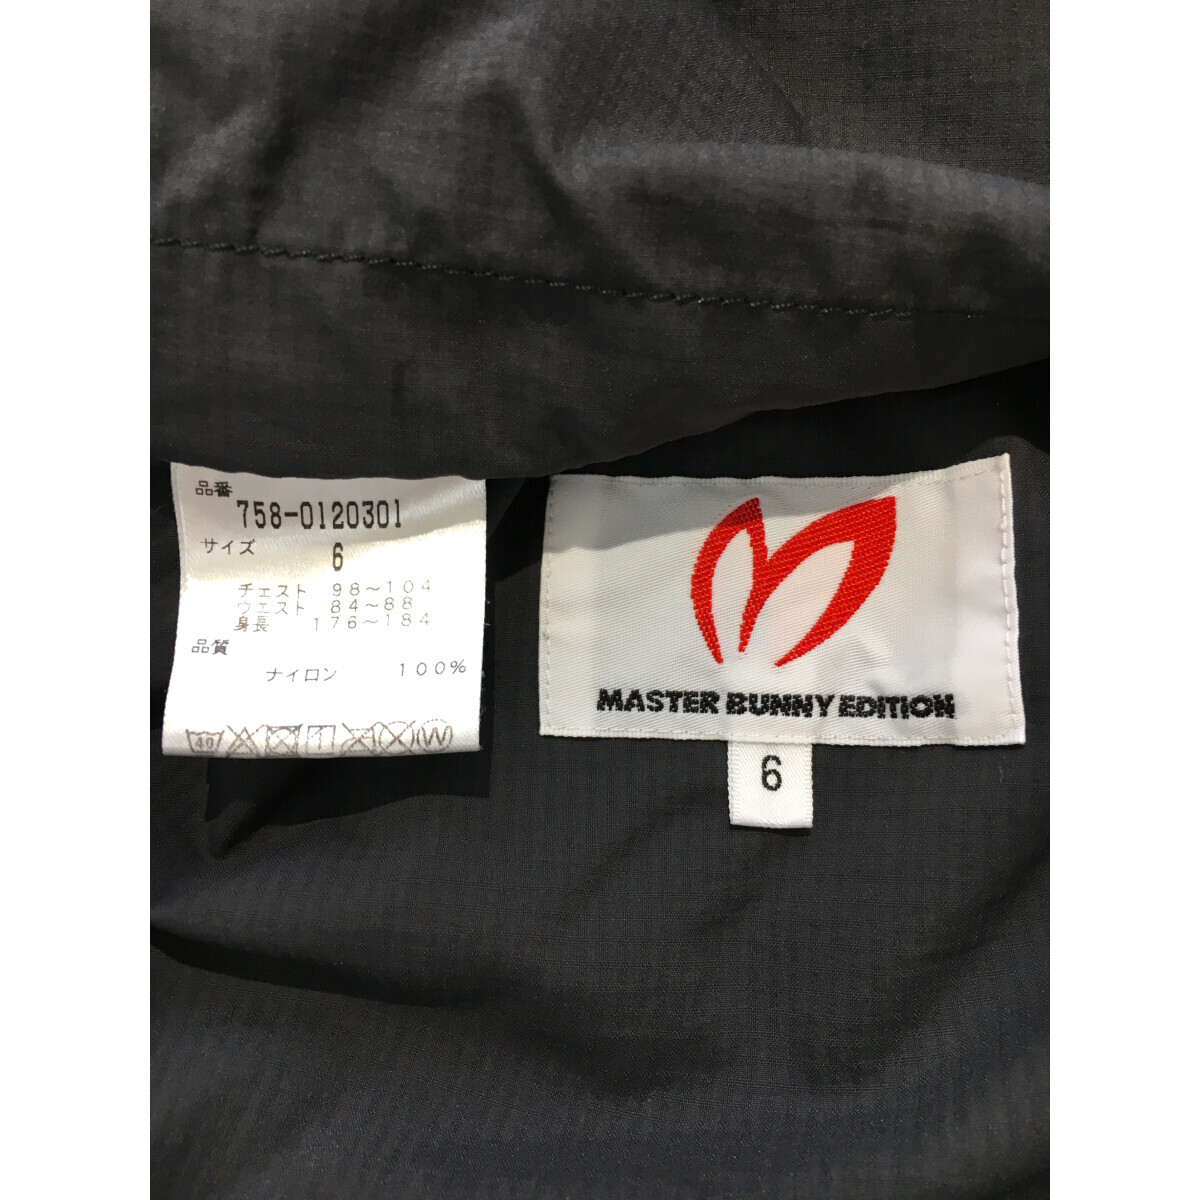 品番
758-0120301
サイズ
6
チェスト 98～104
ウエスト 84～88
身長 176～184
品質
ナイロン 100%
40
W
MASTER BUNNY EDITION
6